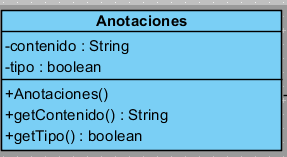 Anotaciones
-contenido : String
-tipo : boolean
+Anotaciones()
+getContenido() : String
+getTipo() : boolean